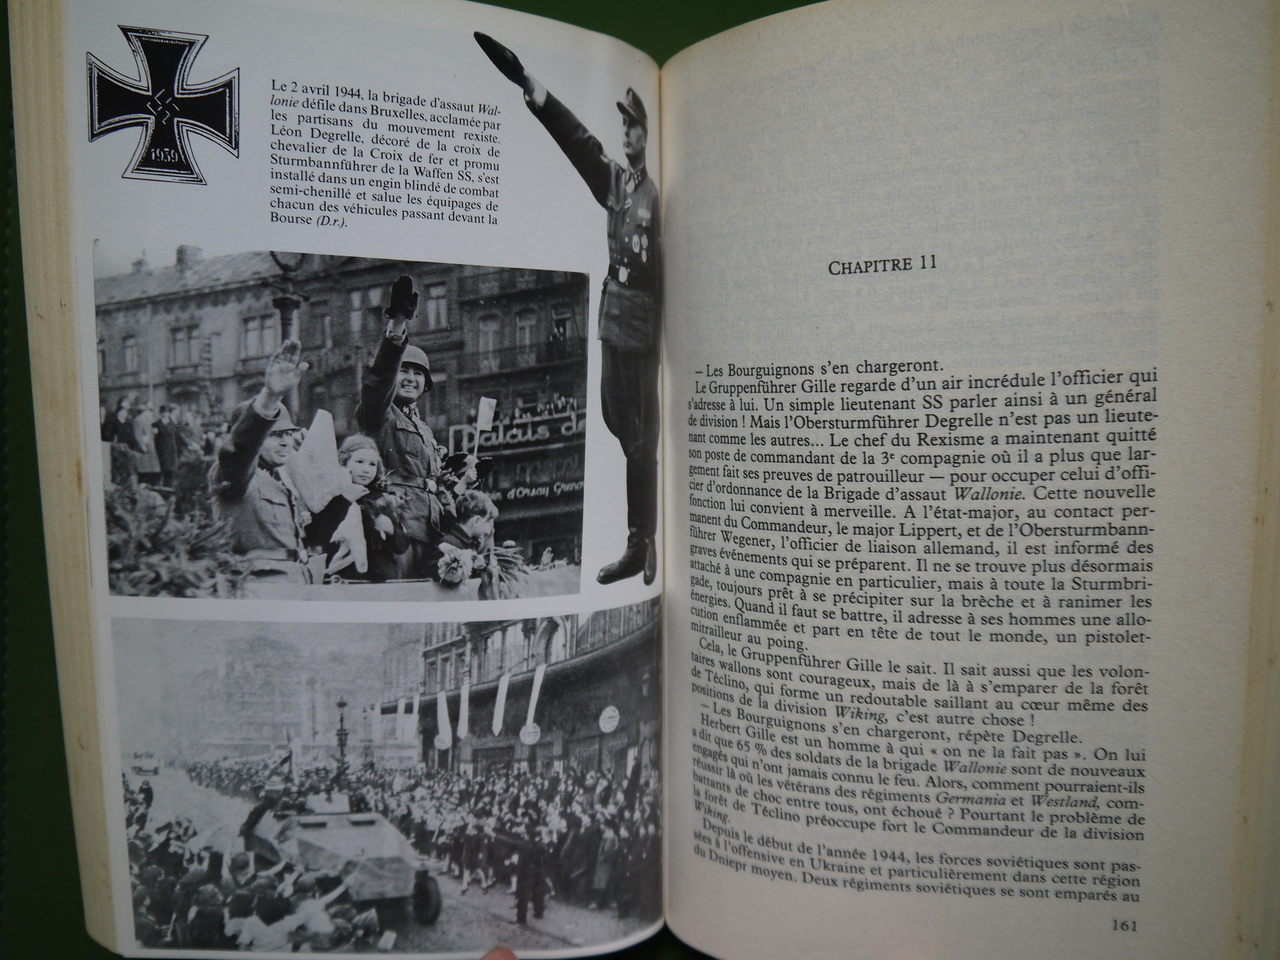 1939
Le 2 avril 1944, la brigade d'assaut Wal-
lonie défile dans Bruxelles, acclamée par
les partisans du mouvement rexiste.
Léon Degrelle, décoré de la croix de
chevalier de la Croix de fer et promu
Sturmbannführer de la Waffen SS, s'est
installé dans un engin blindé de combat
semi-chenillé et salue les équipages de
chacun des véhicules passant devant la
Bourse (D.r.).
Palais de
d'Orsay
CHAPITRE 11
– Les Bourguignons s'en chargeront.
Le Gruppenführer Gille regarde d'un air incrédule l'officier qui
s'adresse à lui. Un simple lieutenant SS parler ainsi à un général
de division ! Mais l'Obersturmführer Degrelle n'est pas un lieute-
nant comme les autres... Le chef du Rexisme a maintenant quitté
son poste de commandant de la 3e compagnie où il a plus que lar-
gement fait ses preuves de patrouilleur — pour occuper celui d'offi-
cier d'ordonnance de la Brigade d'assaut Wallonie. Cette nouvelle
fonction lui convient à merveille. A l'état-major, au contact per-
manent du Commandeur, le major Lippert, et de l'Obersturmbann-
führer Wegener, l'officier de liaison allemand, il est informé des
graves événements qui se préparent. Il ne se trouve plus désormais
attaché à une compagnie en particulier, mais à toute la Sturmbri-
gade, toujours prêt à se précipiter sur la brèche et à ranimer les
énergies. Quand il faut se battre, il adresse à ses hommes une allo-
cution enflammée et part en tête de tout le monde, un pistolet-
mitrailleur au poing.
Cela, le Gruppenführer Gille le sait. Il sait aussi que les volon-
taires wallons sont courageux, mais de là à s'emparer de la forêt
de Téclino, qui forme un redoutable saillant au cœur même des
positions de la division Wiking, c'est autre chose !
– Les Bourguignons s'en chargeront, répète Degrelle.
Herbert Gille est un homme à qui « on ne la fait pas ». On lui
a dit que 65 % des soldats de la brigade Wallonie sont de nouveaux
engagés qui n'ont jamais connu le feu. Alors, comment pourraient-ils
réussir là où les vétérans des régiments Germania et Westland, com-
battants de choc entre tous, ont échoué ? Pourtant le problème de
la forêt de Téclino préoccupe fort le Commandeur de la division
Wiking.
Depuis le début de l'année 1944, les forces soviétiques sont pas-
sées à l'offensive en Ukraine et particulièrement dans cette région
du Dniepr moyen. Deux régiments soviétiques se sont emparés au
161